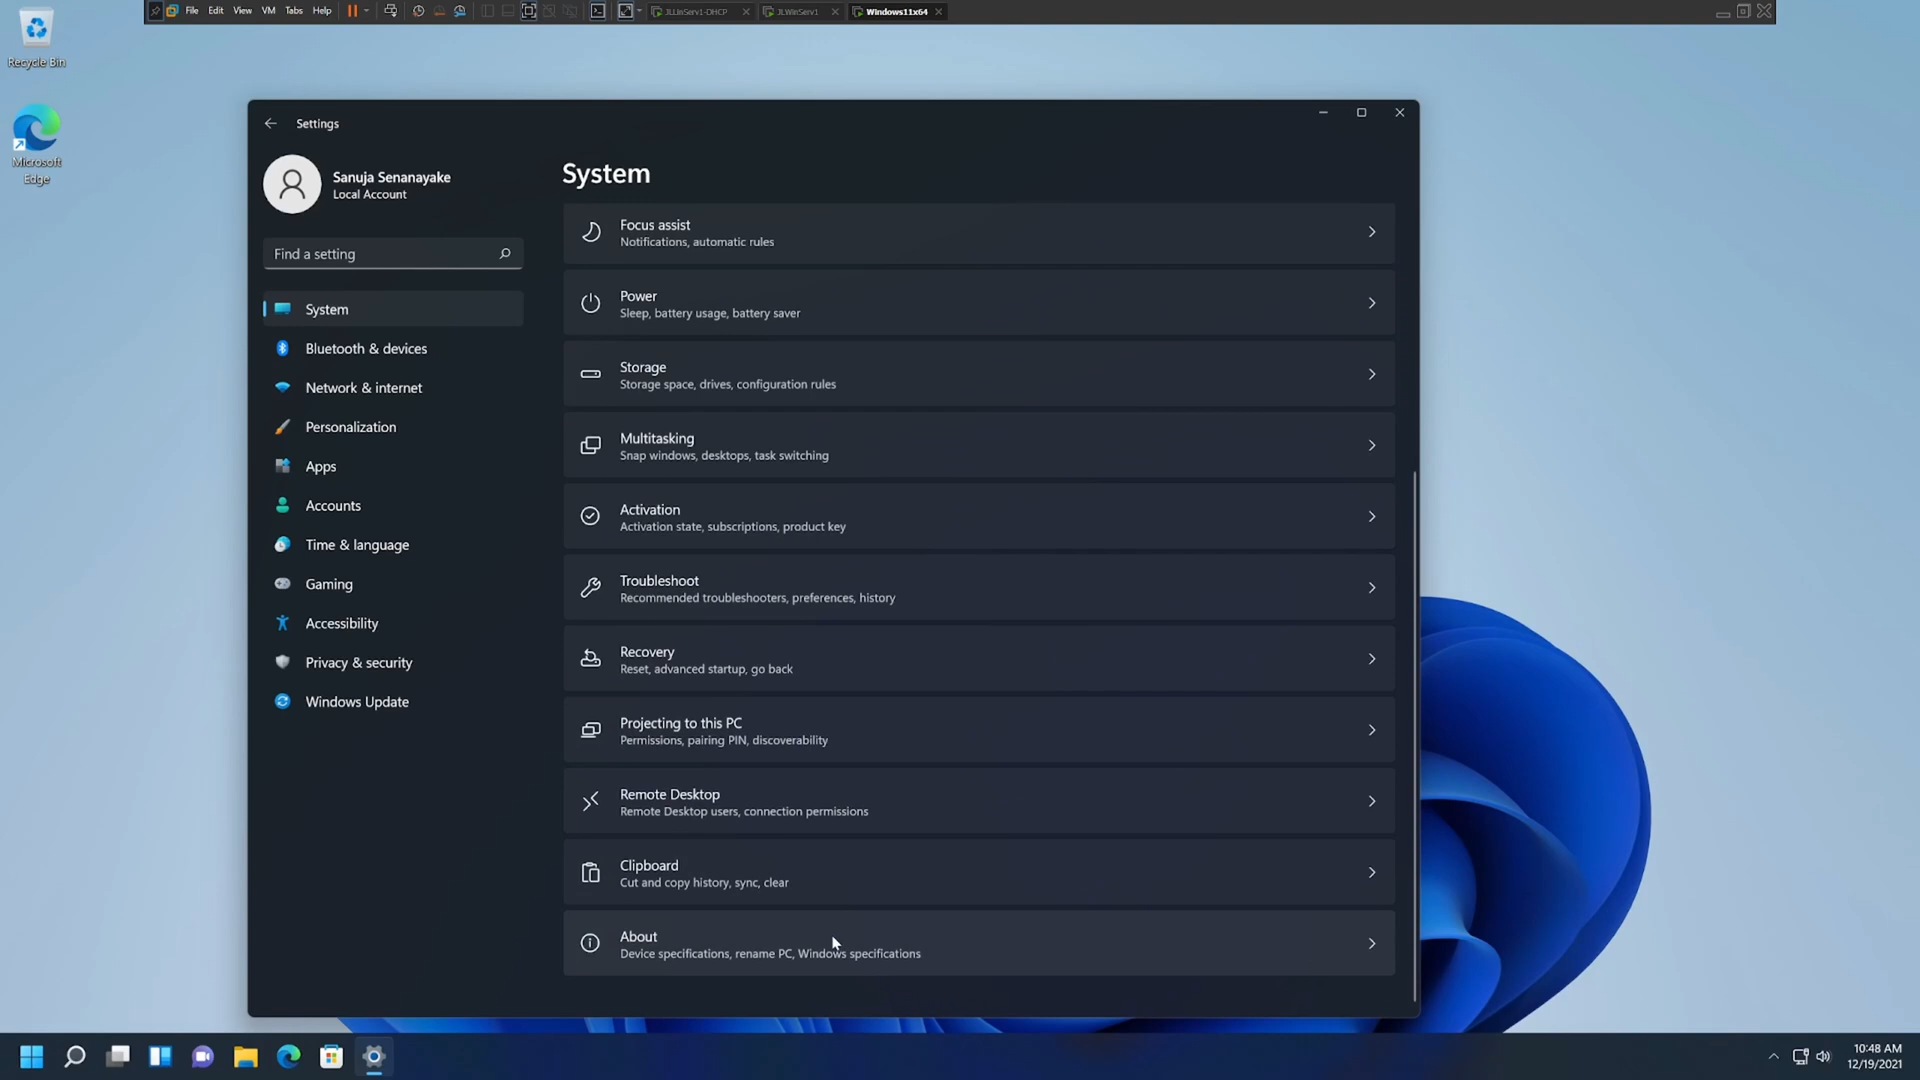 File Edit View VM Tabs Help
JLLinServ1-DHCP JLWinServ1 Windows11x64
Recycle Bin
Microsoft
Edge
Settings
Sanuja Senanayake
Local Account
Find a setting
System
Bluetooth & devices
Network & internet
Personalization
Apps
Accounts
Time & language
Gaming
Accessibility
Privacy & security
Windows Update
System
Focus assist
Notifications, automatic rules
Power
Sleep, battery usage, battery saver
Storage
Storage space, drives, configuration rules
Multitasking
Snap windows, desktops, task switching
Activation
Activation state, subscriptions, product key
Troubleshoot
Recommended troubleshooters, preferences, history
Recovery
Reset, advanced startup, go back
Projecting to this PC
Permissions, pairing PIN, discoverability
Remote Desktop
Remote Desktop users, connection permissions
Clipboard
Cut and copy history, sync, clear
About
Device specifications, rename PC, Windows specifications
10:48 AM
12/19/2021